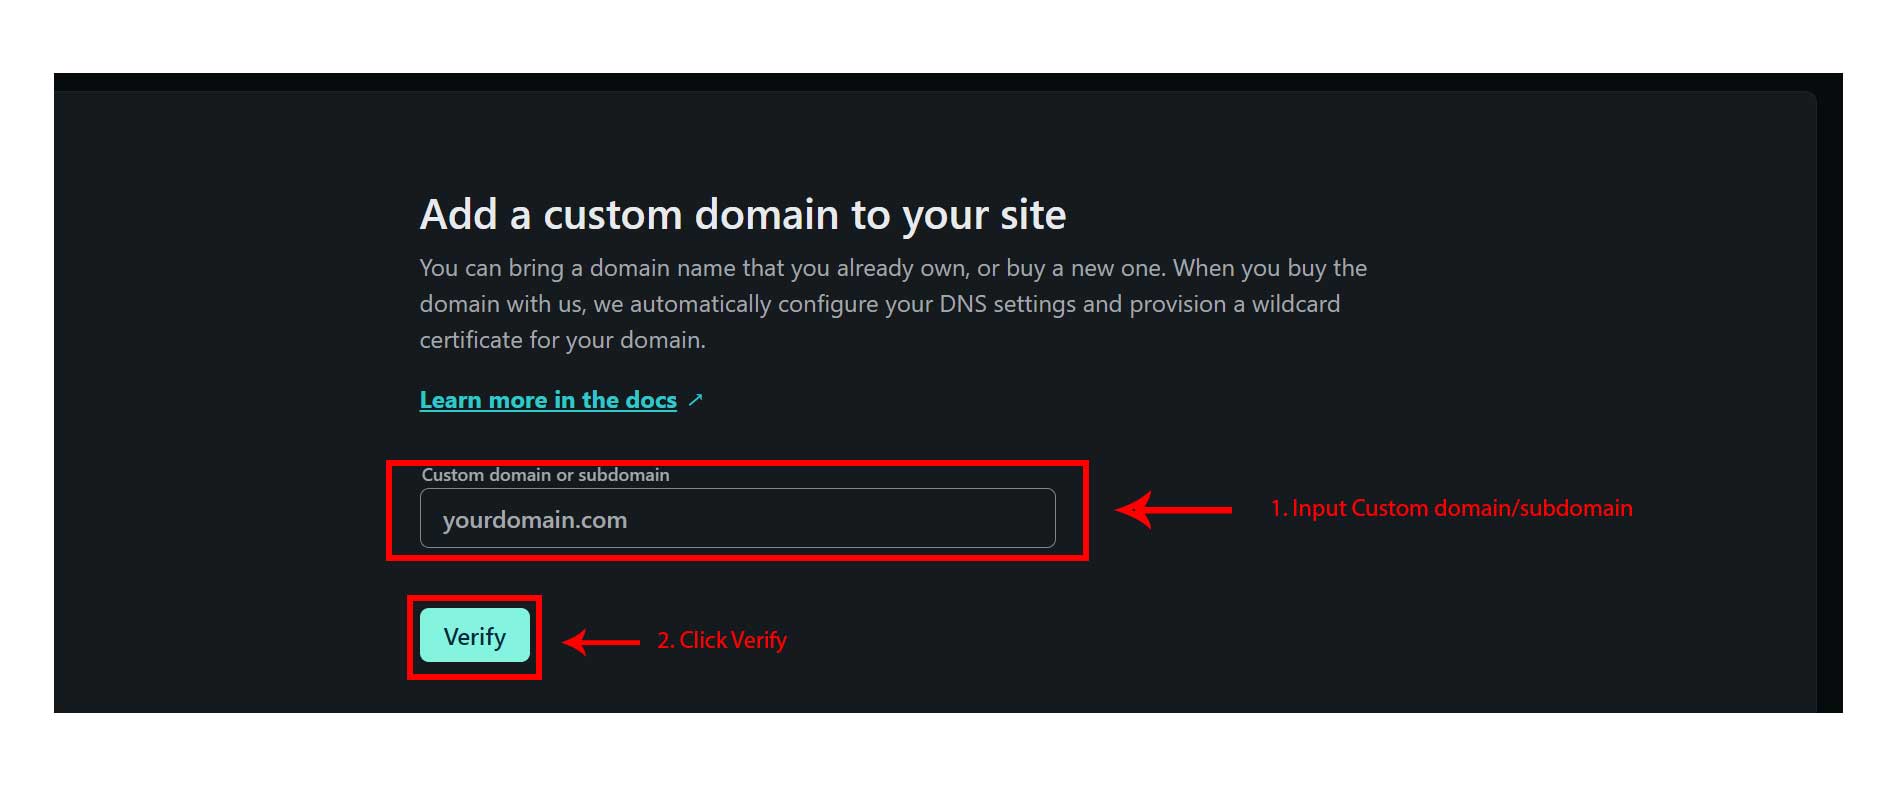 Add a custom domain to your site
You can bring a domain name that you already own, or buy a new one. When you buy the
domain with us, we automatically configure your DNS settings and provision a wildcard
certificate for your domain.
Learn more in the docs ↗
Custom domain or subdomain
yourdomain.com
1. Input Custom domain/subdomain
Verify
2. Click Verify